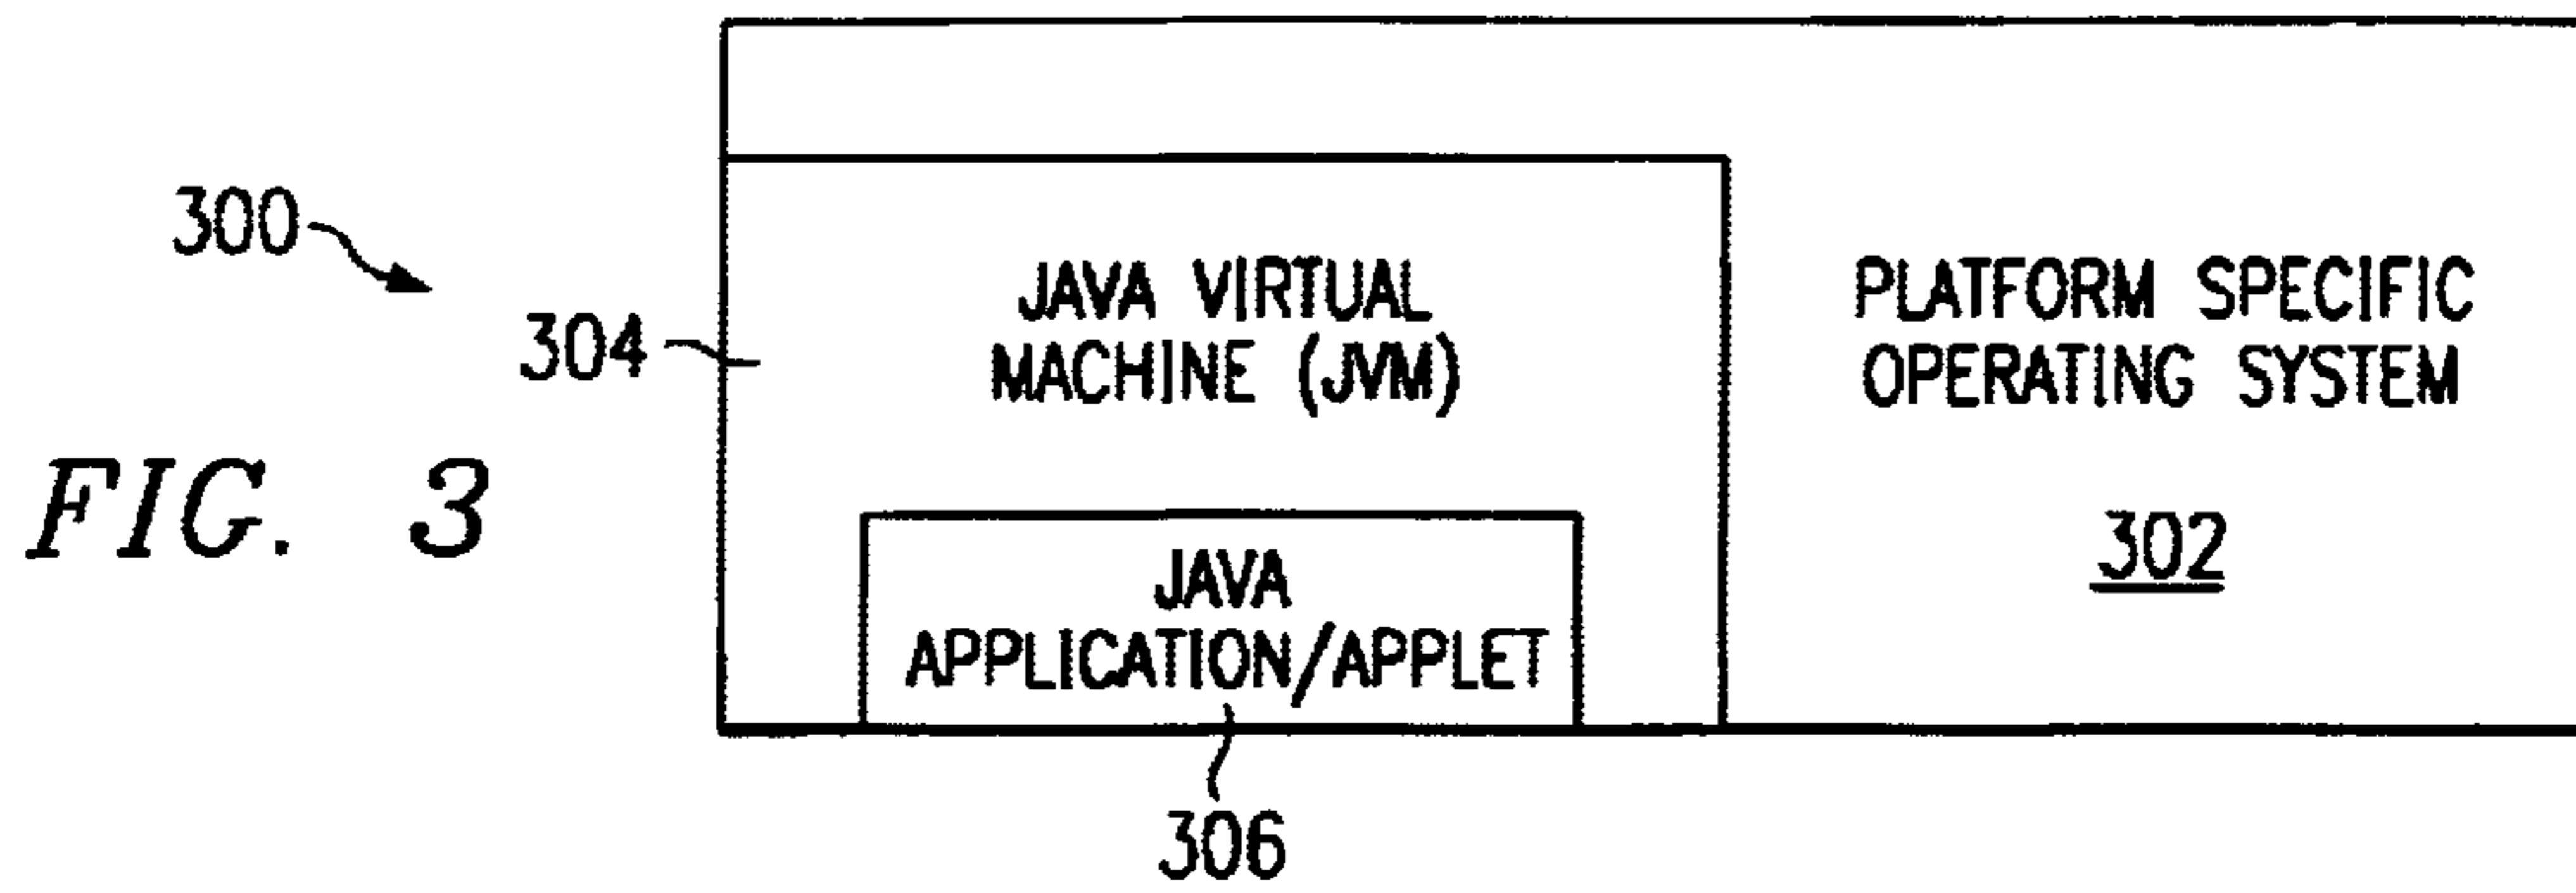 300
304
JAVA VIRTUAL
MACHINE (JVM)
PLATFORM SPECIFIC
OPERATING SYSTEM
302
FIG. 3
JAVA
APPLICATION/APPLET
306